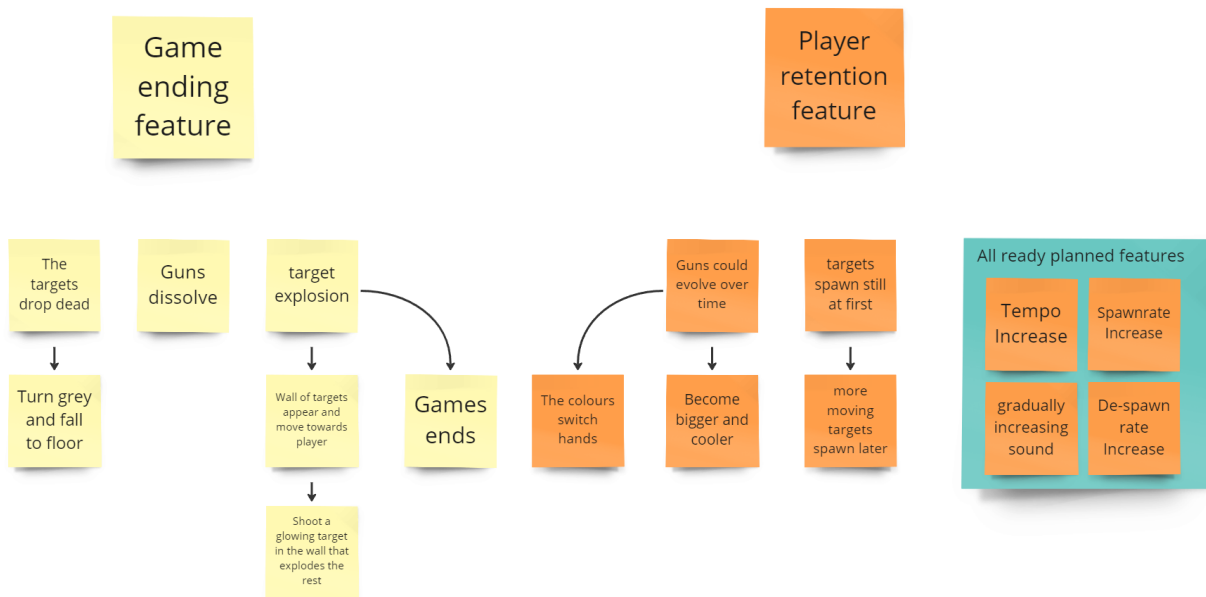 Game
ending
feature
Player
retention
feature
The
targets
drop dead
Guns
dissolve
target
explosion
Guns could
evolve over
time
targets
spawn still
at first
All ready planned features
Tempo
Increase
Spawnrate
Increase
gradually
increasing
sound
De-spawn
rate
Increase
Turn grey
and fall
to floor
Wall of targets
appear and
move towards
player
Games
ends
The colours
switch
hands
Become
bigger and
cooler
more
moving
targets
spawn later
Shoot a
glowing target
in the wall that
explodes the
rest